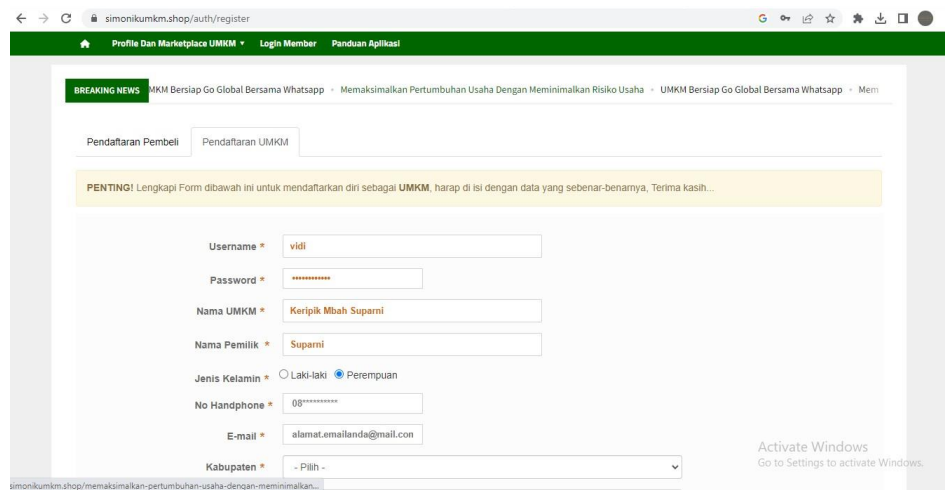 simonikumkm.shop/auth/register
Profile Dan Marketplace UMKM Login Member Panduan Aplikasi
BREAKING NEWS MKM Bersiap Go Global Bersama Whatsapp Memaksimalkan Pertumbuhan Usaha Dengan Meminimalkan Risiko Usaha UMKM Bersiap Go Global Bersama Whatsapp Mem
Pendaftaran Pembeli Pendaftaran UMKM
PENTING! Lengkapi Form dibawah ini untuk mendaftarkan diri sebagai UMKM, harap di isi dengan data yang sebenar-benarnya, Terima kasih...
Username * vidi
Password * ••••••••••••
Nama UMKM * Keripik Mbah Suparni
Nama Pemilik * Suparni
Jenis Kelamin * Laki-laki Perempuan
No Handphone * 08**********
E-mail * alamat.emailanda@mail.con
Kabupaten * - Pilih -
Activate Windows
Go to Settings to activate Windows.
simonikumkm.shop/memaksimalkan-pertumbuhan-usaha-dengan-meminimalkan...